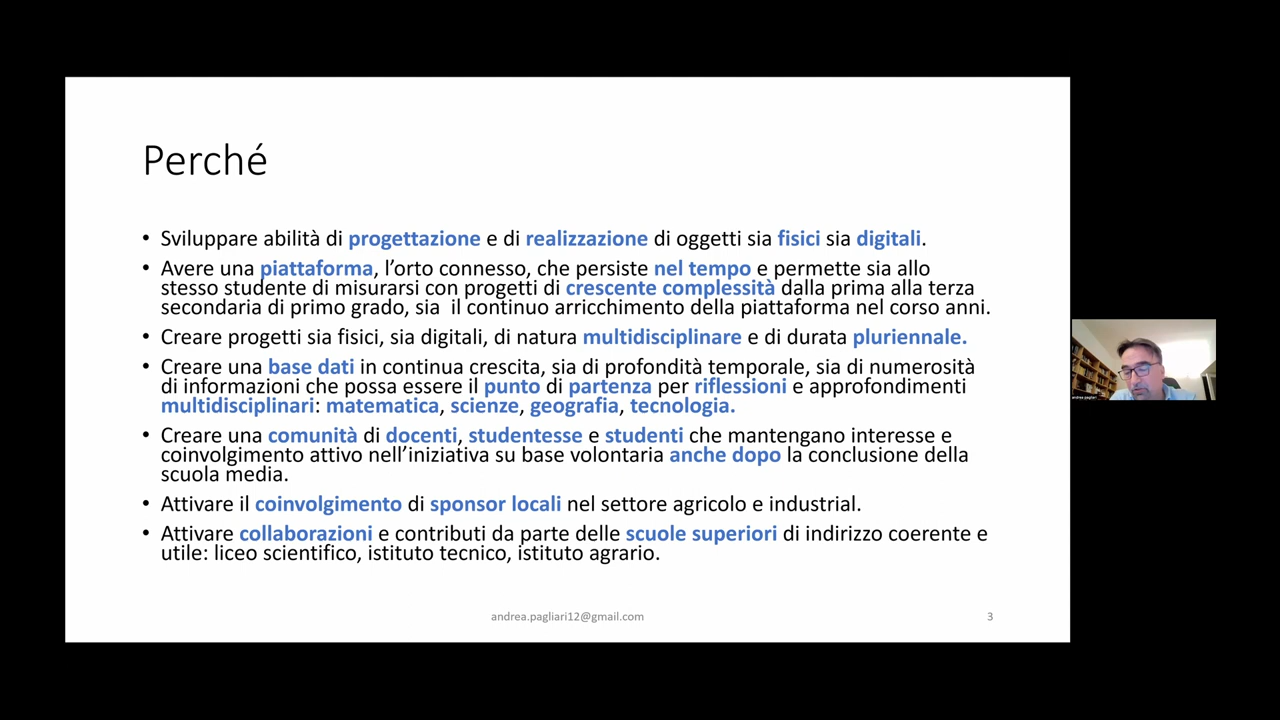 Perché
• Sviluppare abilità di progettazione e di realizzazione di oggetti sia fisici sia digitali.
• Avere una piattaforma, l’orto connesso, che persiste nel tempo e permette sia allo
stesso studente di misurarsi con progetti di crescente complessità dalla prima alla terza
secondaria di primo grado, sia  il continuo arricchimento della piattaforma nel corso anni.
• Creare progetti sia fisici, sia digitali, di natura multidisciplinare e di durata pluriennale.
• Creare una base dati in continua crescita, sia di profondità temporale, sia di numerosità
di informazioni che possa essere il punto di partenza per riflessioni e approfondimenti
multidisciplinari: matematica, scienze, geografia, tecnologia.
• Creare una comunità di docenti, studentesse e studenti che mantengano interesse e
coinvolgimento attivo nell’iniziativa su base volontaria anche dopo la conclusione della
scuola media.
• Attivare il coinvolgimento di sponsor locali nel settore agricolo e industrial.
• Attivare collaborazioni e contributi da parte delle scuole superiori di indirizzo coerente e
utile: liceo scientifico, istituto tecnico, istituto agrario.
andrea.pagliari12@gmail.com
3
andrea pagliari